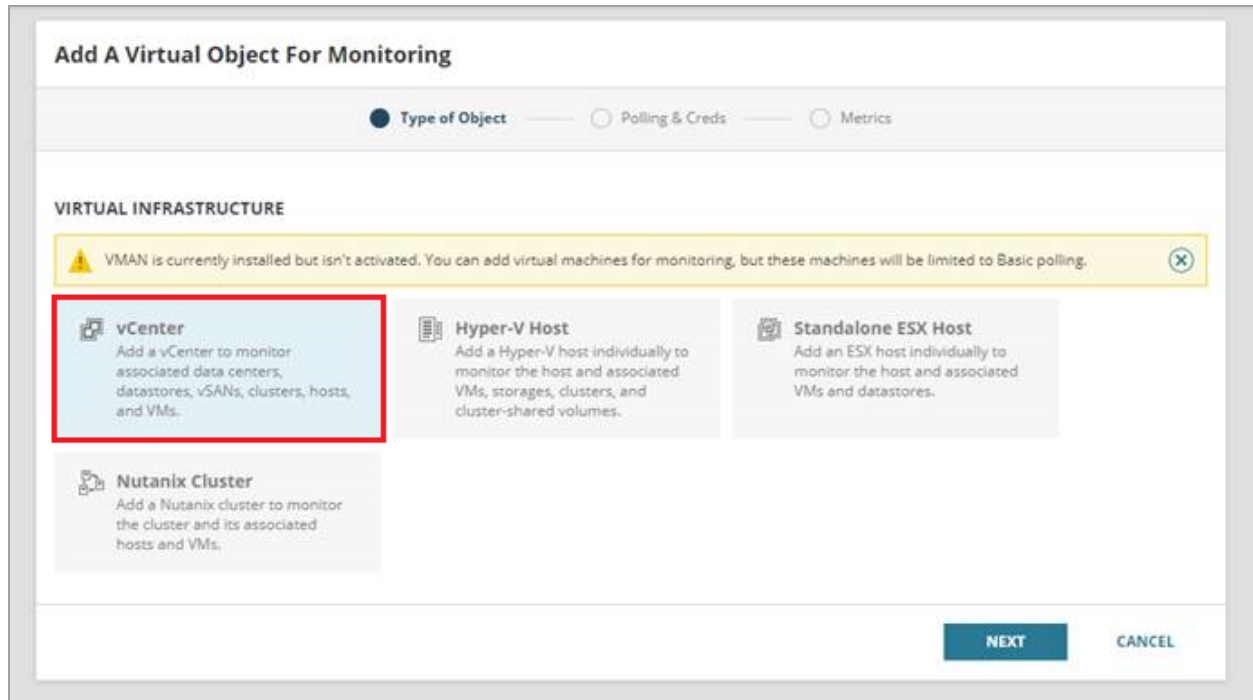 Add A Virtual Object For Monitoring
Type of Object
Polling & Creds
Metrics
VIRTUAL INFRASTRUCTURE
VMAN is currently installed but isn't activated. You can add virtual machines for monitoring, but these machines will be limited to Basic polling.
vCenter
Add a vCenter to monitor
associated data centers,
datastores, vSANs, clusters, hosts,
and VMs.
Hyper-V Host
Add a Hyper-V host individually to
monitor the host and associated
VMs, storages, clusters, and
cluster-shared volumes.
Standalone ESX Host
Add an ESX host individually to
monitor the host and associated
VMs and datastores.
Nutanix Cluster
Add a Nutanix cluster to monitor
the cluster and its associated
hosts and VMs.
NEXT
CANCEL